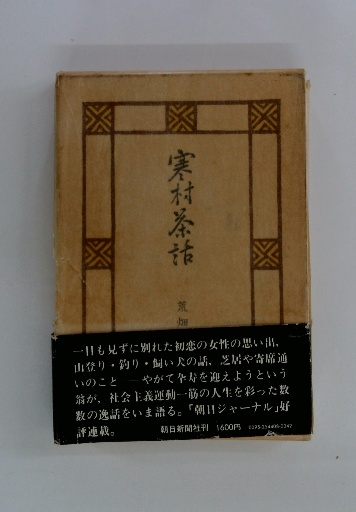 寒村茶話
荒畑
一目も見ずに別れた初恋の女性の思い出，
山登り・釣り・飼い犬の話，芝居や寄席通
いのこと――やがて卒寿を迎えようという
翁が，社会主義運動一筋の人生を彩った数
数の逸話をいま語る。「朝日ジャーナル」好
評連載。
朝日新聞社刊 1600円